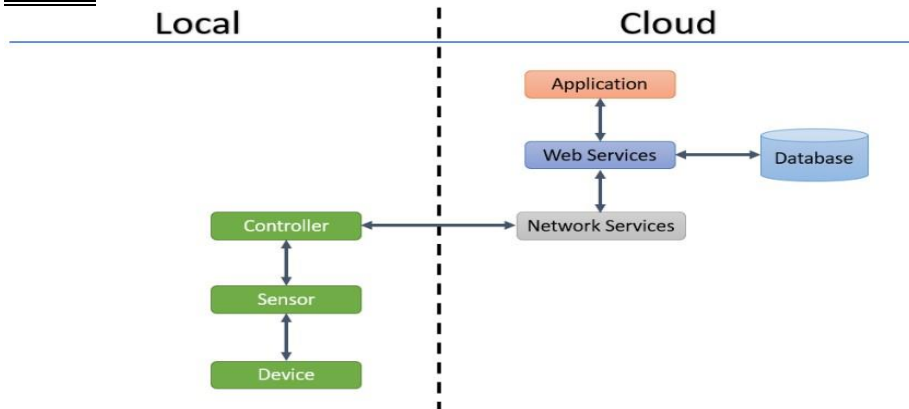 Local
Cloud
Application
Web Services
Database
Controller
Network Services
Sensor
Device